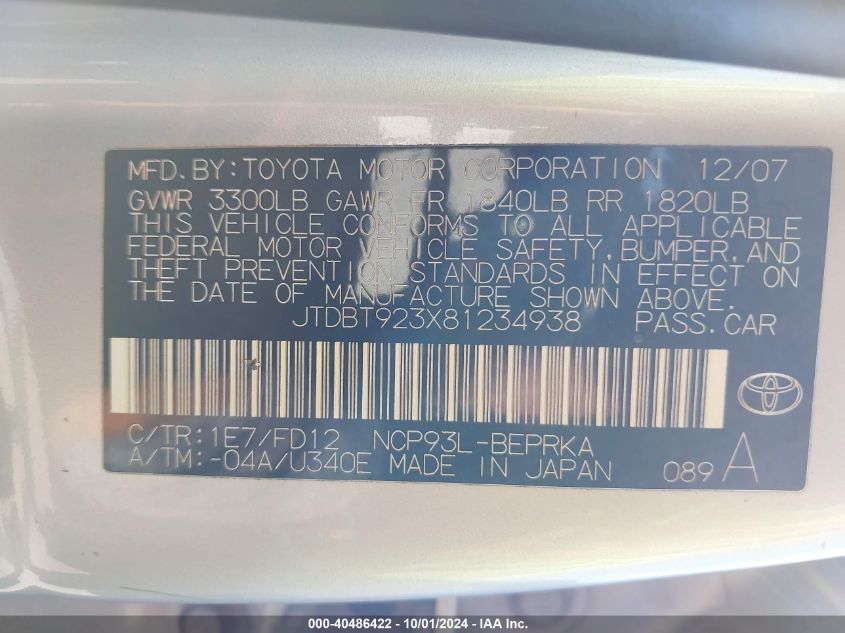 MFD.BY:TOYOTA MOTOR CORPORATION 12/07
GVWR 3300LB GAWR FR 1840LB RR 1820LB
THIS VEHICLE CONFORMS TO ALL APPLICABLE
FEDERAL MOTOR VEHICLE SAFETY,BUMPER,AND
THEFT PREVENTION STANDARDS IN EFFECT ON
THE DATE OF MANUFACTURE SHOWN ABOVE.
JTDBT923X81234938 PASS.CAR
C/TR:1E7/FD12 NCP93L-BEPRKA
A/TM:-04A/U340E MADE IN JAPAN 089 A
000-40486422 - 10/01/2024 - IAA Inc.